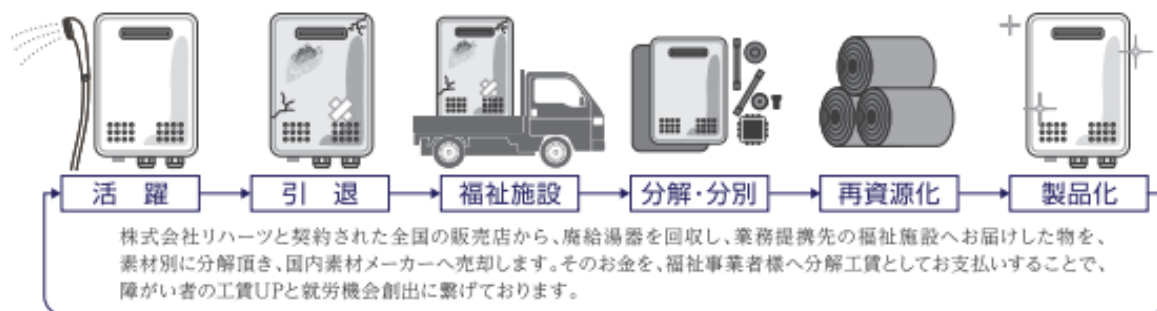 活 躍
引 退
福祉施設
分解・分別
再資源化
製品化
株式会社リハーツと契約された全国の販売店から、廃給湯器を回収し、業務提携先の福祉施設へお届けした物を、
素材別に分解頂き、国内素材メーカーへ売却します。そのお金を、福祉事業者様へ分解工賃としてお支払いすることで、
障がい者の工賃UPと就労機会創出に繋げております。